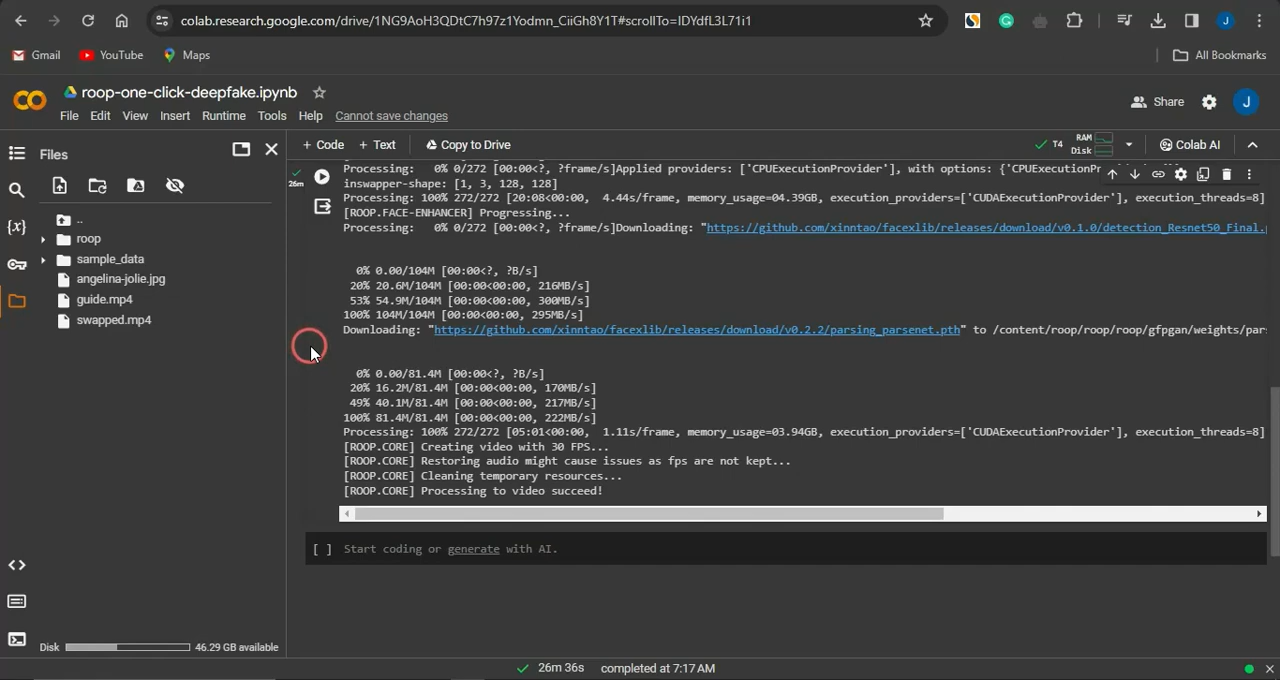 colab.research.google.com/drive/1NG9AoH3QDtC7h97z1Yodmn_CiiGh8Y1T#scrollTo=IDYdfL3L71i1
Gmail YouTube Maps All Bookmarks
roop-one-click-deepfake.ipynb
Share
File Edit View Insert Runtime Tools Help Cannot save changes
Files
+ Code + Text Copy to Drive
T4 RAM Disk
Colab AI
..
roop
sample_data
angelina-jolie.jpg
guide.mp4
swapped.mp4
Disk 46.29 GB available
26m
Processing: 0% 0/272 [00:00<?, ?frame/s]Applied providers: ['CPUExecutionProvider'], with options: {'CPUExecutionPr
inswapper-shape: [1, 3, 128, 128]
Processing: 100% 272/272 [20:08<00:00, 4.44s/frame, memory_usage=04.39GB, execution_providers=['CUDAExecutionProvider'], execution_threads=8]
[ROOP.FACE-ENHANCER] Progressing...
Processing: 0% 0/272 [00:00<?, ?frame/s]Downloading: "https://github.com/xinntao/facexlib/releases/download/v0.1.0/detection_Resnet50_Final.
0% 0.00/104M [00:00<?, ?B/s]
20% 20.6M/104M [00:00<00:00, 216MB/s]
53% 54.9M/104M [00:00<00:00, 300MB/s]
100% 104M/104M [00:00<00:00, 295MB/s]
Downloading: "https://github.com/xinntao/facexlib/releases/download/v0.2.2/parsing_parsenet.pth" to /content/roop/roop/roop/gfpgan/weights/par
0% 0.00/81.4M [00:00<?, ?B/s]
20% 16.2M/81.4M [00:00<00:00, 170MB/s]
49% 40.1M/81.4M [00:00<00:00, 217MB/s]
100% 81.4M/81.4M [00:00<00:00, 222MB/s]
Processing: 100% 272/272 [05:01<00:00, 1.11s/frame, memory_usage=03.94GB, execution_providers=['CUDAExecutionProvider'], execution_threads=8]
[ROOP.CORE] Creating video with 30 FPS...
[ROOP.CORE] Restoring audio might cause issues as fps are not kept...
[ROOP.CORE] Cleaning temporary resources...
[ROOP.CORE] Processing to video succeed!
[ ] Start coding or generate with AI.
26m 36s completed at 7:17 AM